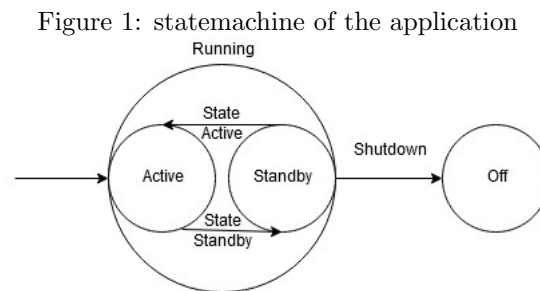 Figure 1: statemachine of the application
Running
State
Active
Shutdown
Active
Standby
Off
State
Standby